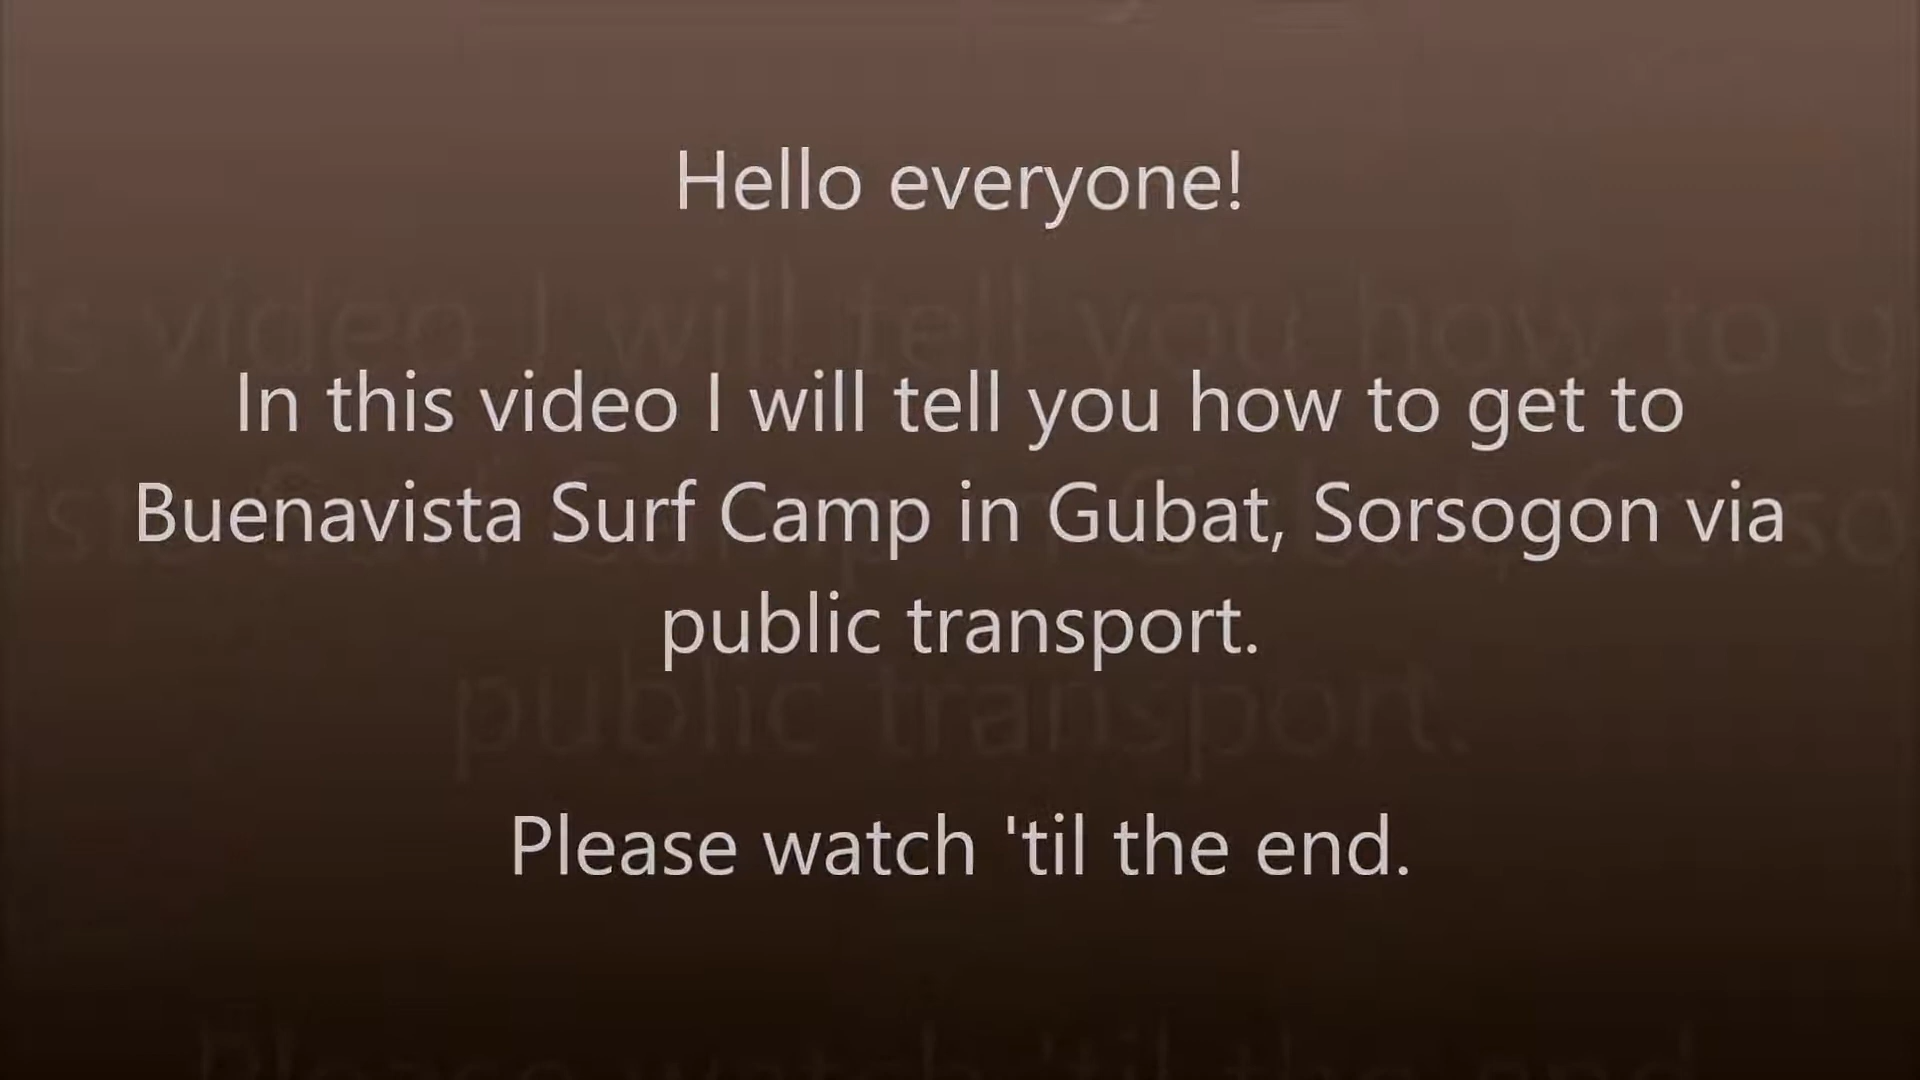 Hello everyone!
In this video I will tell you how to get to
Buenavista Surf Camp in Gubat, Sorsogon via
public transport.
Please watch 'til the end.